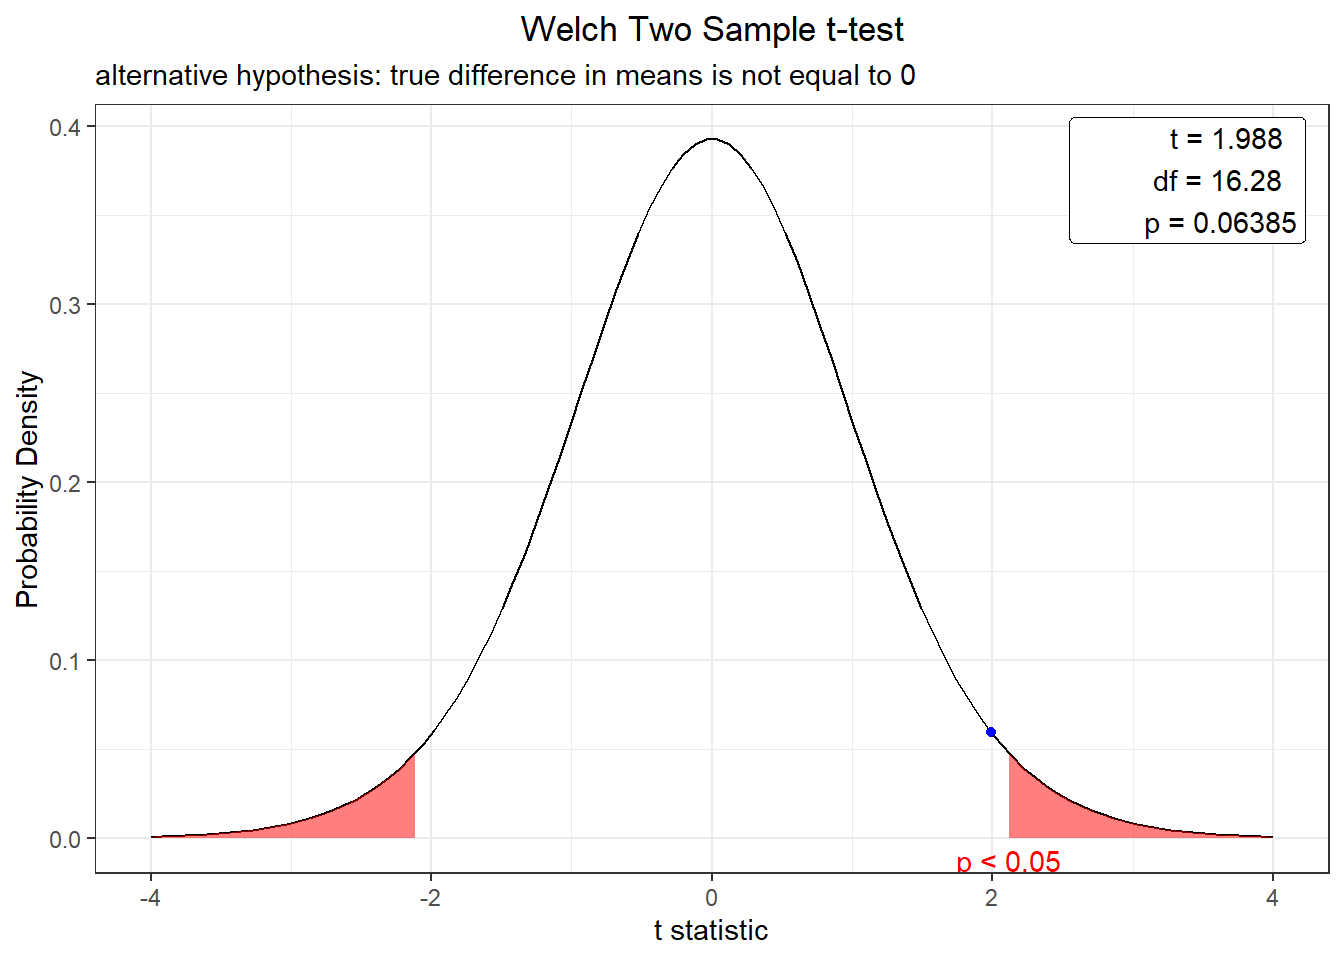 Welch Two Sample t-test
alternative hypothesis: true difference in means is not equal to 0
t = 1.988
df = 16.28
p = 0.06385
Probability Density
0.4
0.3
0.2
0.1
0.0
p < 0.05
-4
-2
0
2
4
t statistic